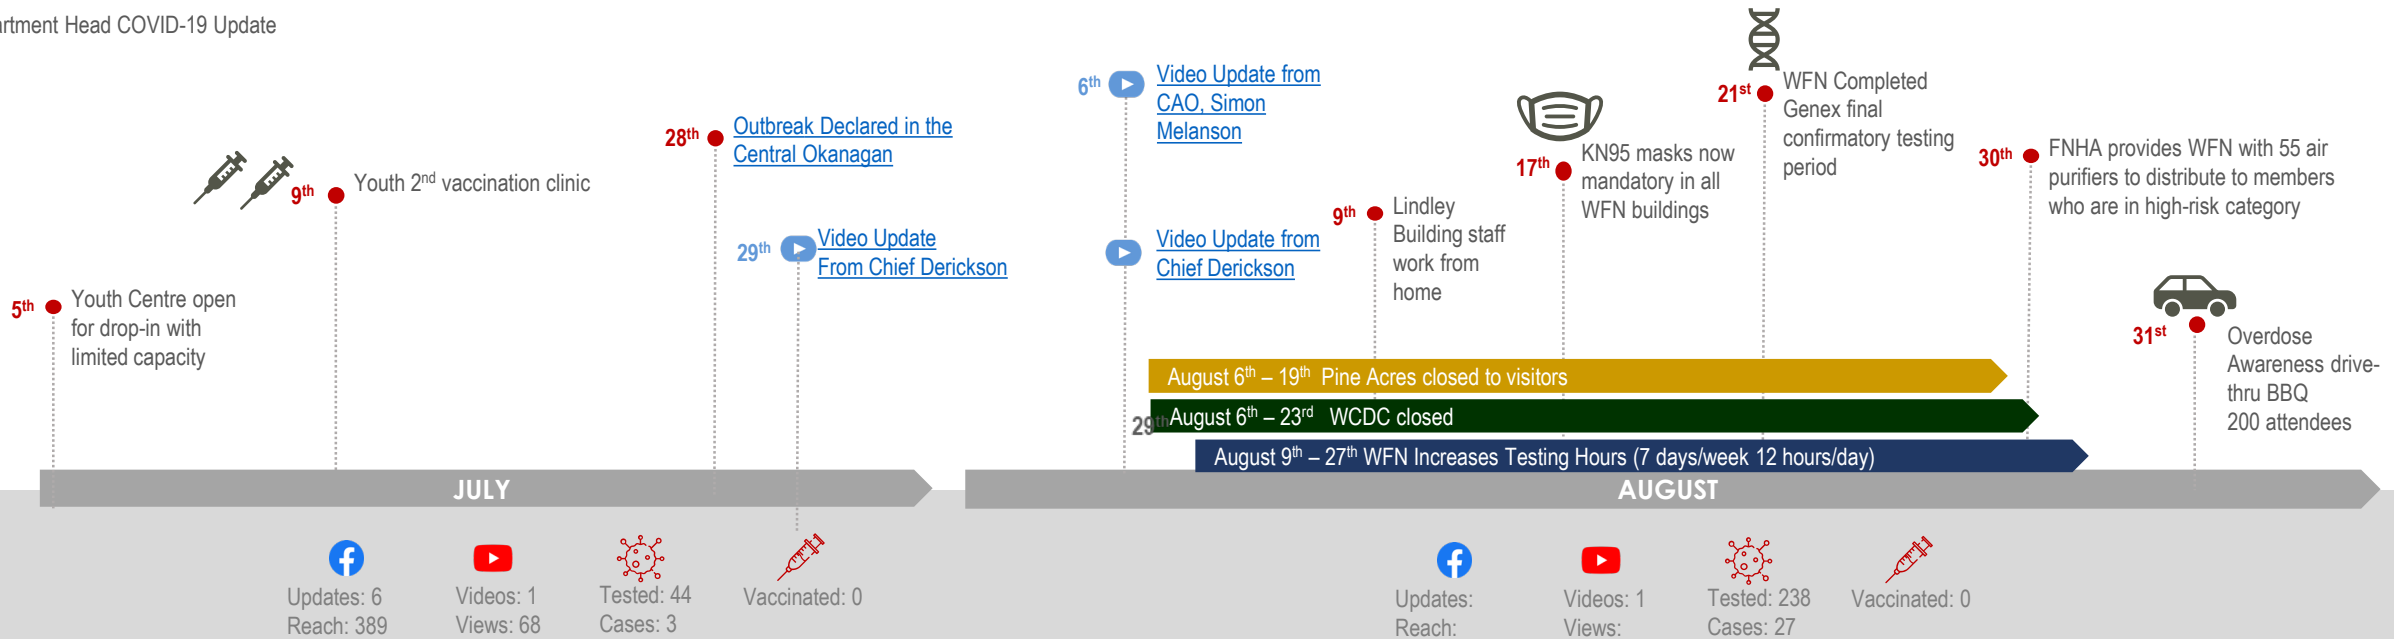 artment Head COVID-19 Update
5th
Youth Centre open
for drop-in with
limited capacity
9th
Youth 2nd vaccination clinic
28th
Outbreak Declared in the
Central Okanagan
29th
Video Update
From Chief Derickson
6th
Video Update from
CAO, Simon
Melanson
Video Update from
Chief Derickson
9th
Lindley
Building staff
work from
home
17th
KN95 masks now
mandatory in all
WFN buildings
21st
WFN Completed
Genex final
confirmatory testing
period
30th
FNHA provides WFN with 55 air
purifiers to distribute to members
who are in high-risk category
31st
Overdose
Awareness drive-
thru BBQ
200 attendees
August 6th – 19th Pine Acres closed to visitors
29th
August 6th – 23rd WCDC closed
August 9th – 27th WFN Increases Testing Hours (7 days/week 12 hours/day)
JULY
AUGUST
Updates: 6
Reach: 389
Videos: 1
Views: 68
Tested: 44
Cases: 3
Vaccinated: 0
Updates:
Reach:
Videos: 1
Views:
Tested: 238
Cases: 27
Vaccinated: 0